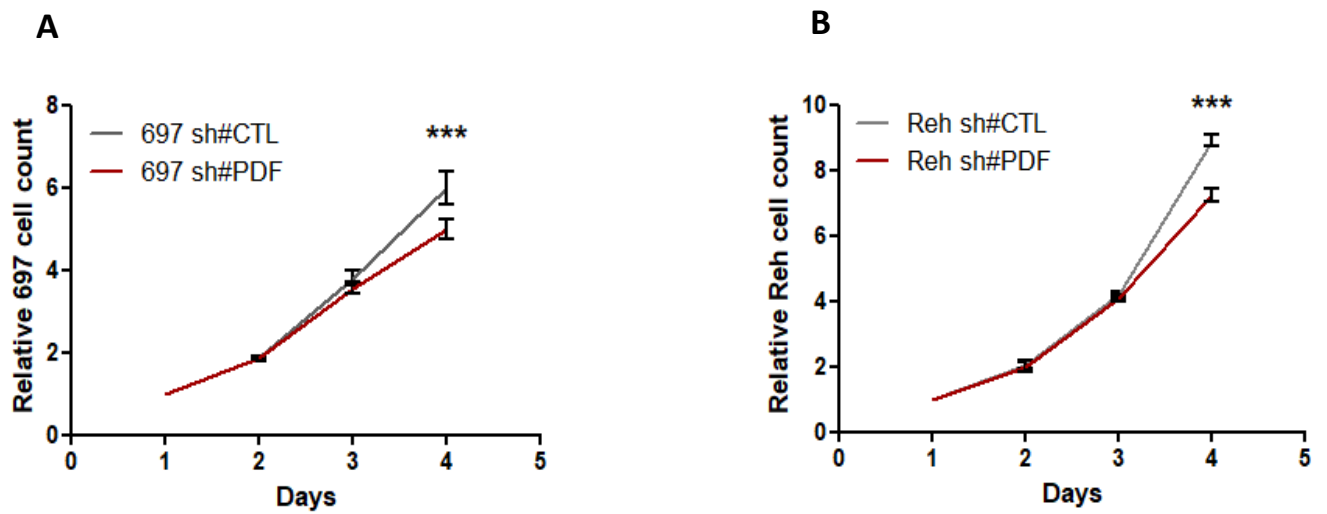 A
Relative 697 cell count
8
6
4
2
0
697 sh#CTL
697 sh#PDF
***
0 1 2 3 4 5
Days
B
Relative Reh cell count
10
8
6
4
2
0
Reh sh#CTL
Reh sh#PDF
***
0 1 2 3 4 5
Days